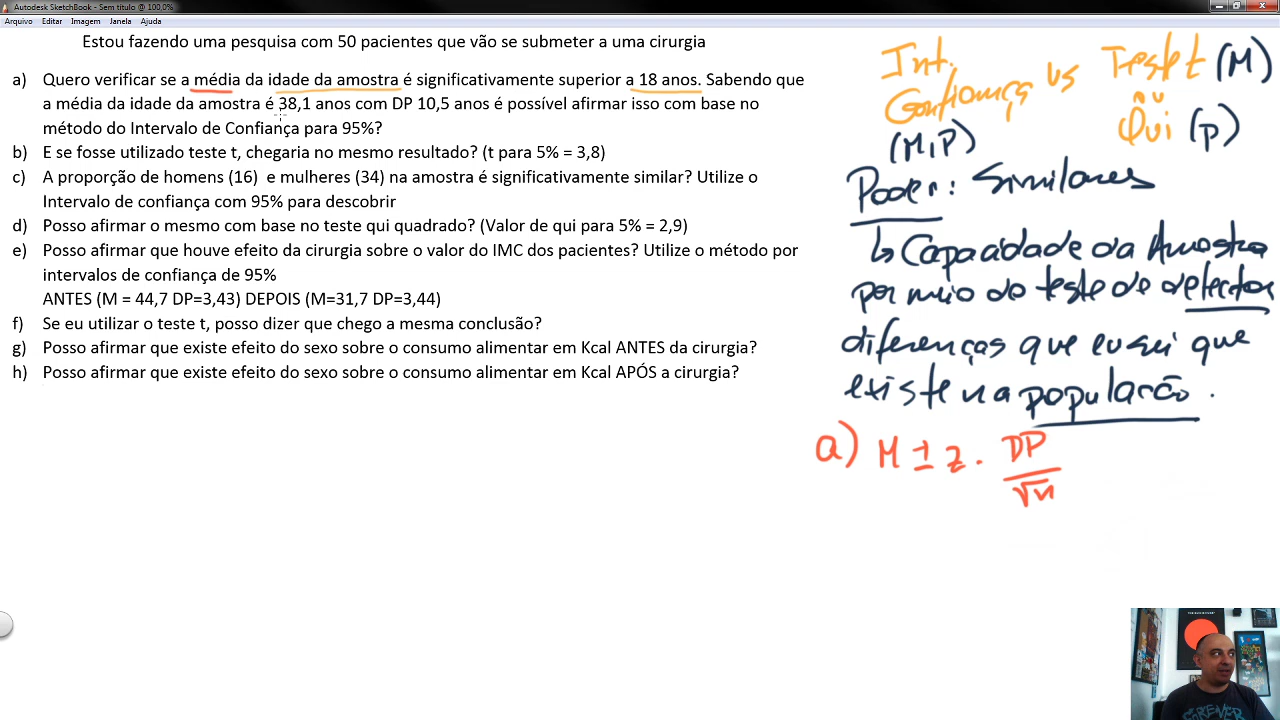 Autodesk SketchBook - Sem título @ 100,0%
Arquivo Editar Imagem Janela Ajuda
Estou fazendo uma pesquisa com 50 pacientes que vão se submeter a uma cirurgia
a) Quero verificar se a média da idade da amostra é significativamente superior a 18 anos. Sabendo que
a média da idade da amostra é 38,1 anos com DP 10,5 anos é possível afirmar isso com base no
método do Intervalo de Confiança para 95%?
b) E se fosse utilizado teste t, chegaria no mesmo resultado? (t para 5% = 3,8)
c) A proporção de homens (16) e mulheres (34) na amostra é significativamente similar? Utilize o
Intervalo de confiança com 95% para descobrir
d) Posso afirmar o mesmo com base no teste qui quadrado? (Valor de qui para 5% = 2,9)
e) Posso afirmar que houve efeito da cirurgia sobre o valor do IMC dos pacientes? Utilize o método por
intervalos de confiança de 95%
ANTES (M = 44,7 DP=3,43) DEPOIS (M=31,7 DP=3,44)
f) Se eu utilizar o teste t, posso dizer que chego a mesma conclusão?
g) Posso afirmar que existe efeito do sexo sobre o consumo alimentar em Kcal ANTES da cirurgia?
h) Posso afirmar que existe efeito do sexo sobre o consumo alimentar em Kcal APÓS a cirurgia?
Int. Confiança vs Teste t (M)
ou
(M,P) Qui (p)
Poder: Similares
↳ Capacidade da Amostra
por meio do teste de detectar
diferenças que eu sei que
existe na população.
a) M ± z . DP/√n